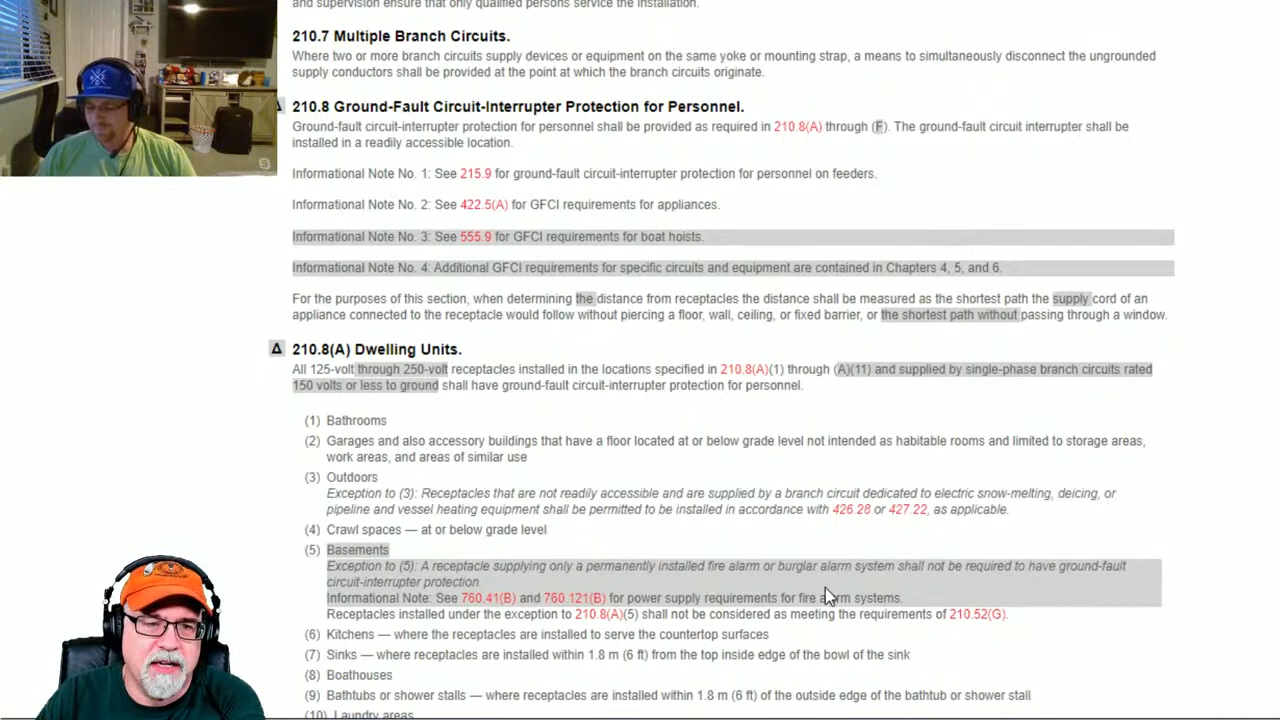 and supervision ensure that only qualified persons service the installation.
210.7 Multiple Branch Circuits.
Where two or more branch circuits supply devices or equipment on the same yoke or mounting strap, a means to simultaneously disconnect the ungrounded
supply conductors shall be provided at the point at which the branch circuits originate.
Δ 210.8 Ground-Fault Circuit-Interrupter Protection for Personnel.
Ground-fault circuit-interrupter protection for personnel shall be provided as required in 210.8(A) through (F). The ground-fault circuit interrupter shall be
installed in a readily accessible location.
Informational Note No. 1: See 215.9 for ground-fault circuit-interrupter protection for personnel on feeders.
Informational Note No. 2: See 422.5(A) for GFCI requirements for appliances.
Informational Note No. 3: See 555.9 for GFCI requirements for boat hoists.
Informational Note No. 4: Additional GFCI requirements for specific circuits and equipment are contained in Chapters 4, 5, and 6.
For the purposes of this section, when determining the distance from receptacles the distance shall be measured as the shortest path the supply cord of an
appliance connected to the receptacle would follow without piercing a floor, wall, ceiling, or fixed barrier, or the shortest path without passing through a window.
Δ 210.8(A) Dwelling Units.
All 125-volt through 250-volt receptacles installed in the locations specified in 210.8(A)(1) through (A)(11) and supplied by single-phase branch circuits rated
150 volts or less to ground shall have ground-fault circuit-interrupter protection for personnel.
(1) Bathrooms
(2) Garages and also accessory buildings that have a floor located at or below grade level not intended as habitable rooms and limited to storage areas,
work areas, and areas of similar use
(3) Outdoors
Exception to (3): Receptacles that are not readily accessible and are supplied by a branch circuit dedicated to electric snow-melting, deicing, or
pipeline and vessel heating equipment shall be permitted to be installed in accordance with 426.28 or 427.22, as applicable.
(4) Crawl spaces — at or below grade level
(5) Basements
Exception to (5): A receptacle supplying only a permanently installed fire alarm or burglar alarm system shall not be required to have ground-fault
circuit-interrupter protection.
Informational Note: See 760.41(B) and 760.121(B) for power supply requirements for fire alarm systems.
Receptacles installed under the exception to 210.8(A)(5) shall not be considered as meeting the requirements of 210.52(G).
(6) Kitchens — where the receptacles are installed to serve the countertop surfaces
(7) Sinks — where receptacles are installed within 1.8 m (6 ft) from the top inside edge of the bowl of the sink
(8) Boathouses
(9) Bathtubs or shower stalls — where receptacles are installed within 1.8 m (6 ft) of the outside edge of the bathtub or shower stall
(10) Laundry areas